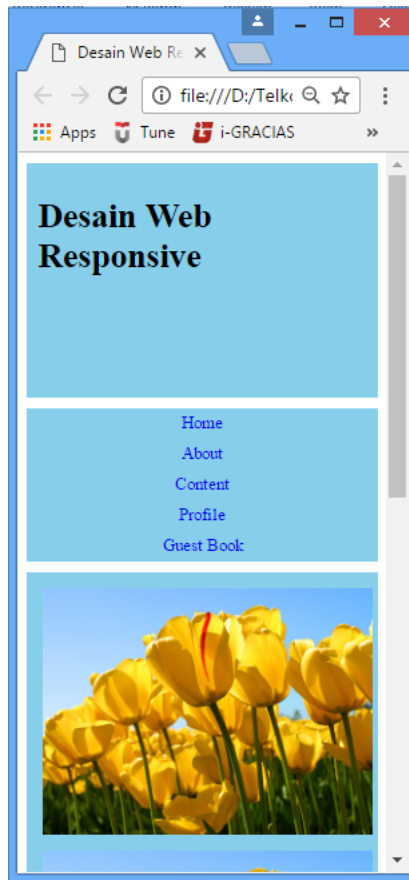 Desain Web Re
file:///D:/Telk
Apps
Tune
i-GRACIAS
»
Desain Web
Responsive
Home
About
Content
Profile
Guest Book